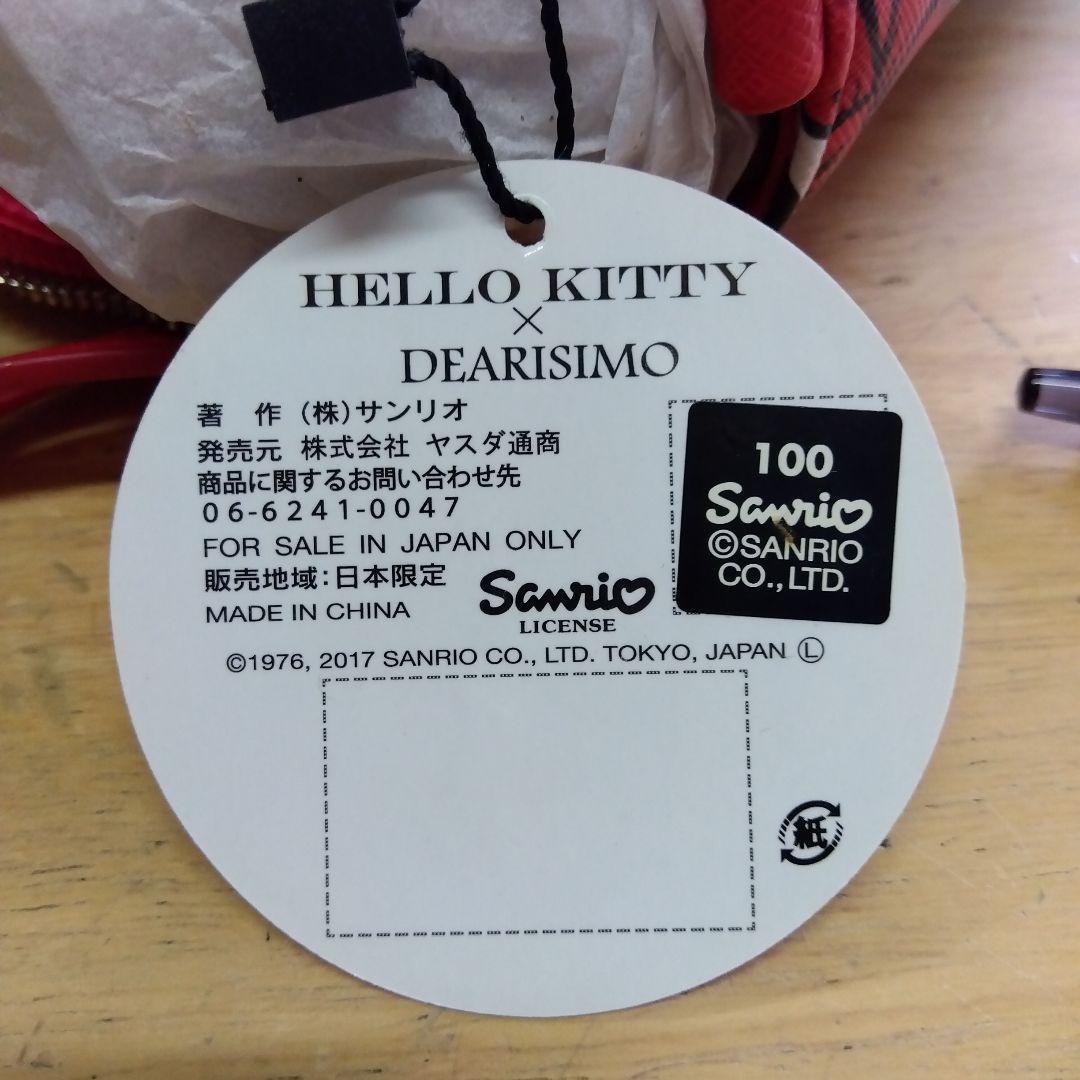 HELLO KITTY
×
DEARISIMO
著 作 (株)サンリオ
発売元 株式会社 ヤスダ通商
商品に関するお問い合わせ先
06-6241-0047
FOR SALE IN JAPAN ONLY
販売地域:日本限定
MADE IN CHINA
Sanrio
LICENSE
100
Sanrio
©SANRIO
CO.,LTD.
©1976, 2017 SANRIO CO., LTD. TOKYO, JAPAN Ⓛ
紙